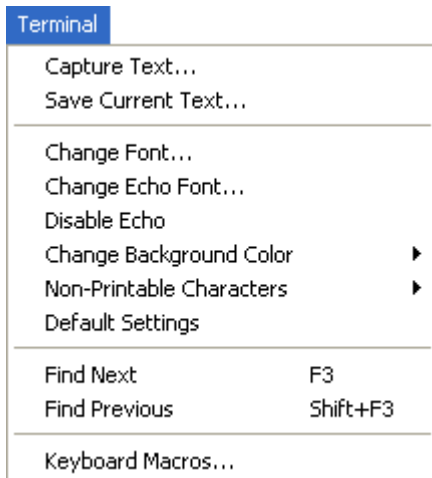 Terminal
Capture Text...
Save Current Text...
Change Font...
Change Echo Font...
Disable Echo
Change Background Color
Non-Printable Characters
Default Settings
Find Next F3
Find Previous Shift+F3
Keyboard Macros...